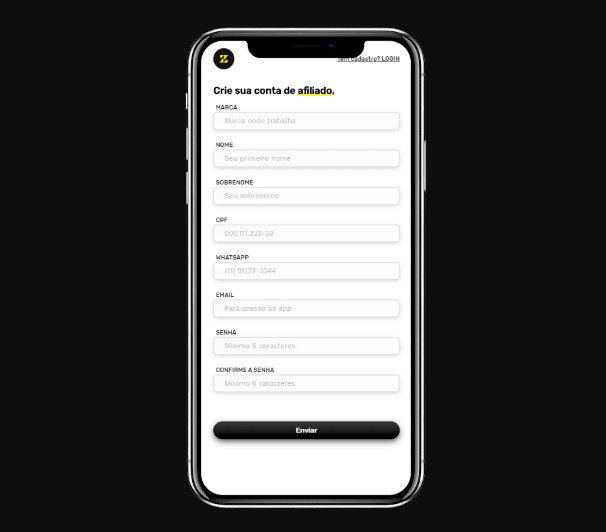 Z
Tem cadastro? LOGIN
Crie sua conta de afiliado.
MARCA
Marca onde trabalha
NOME
Seu primeiro nome
SOBRENOME
Seu sobrenome
CPF
000.111.222-33
WHATSAPP
(11) 91122-3344
EMAIL
Para acesso ao app
SENHA
Mínimo 6 caracteres
CONFIRME A SENHA
Mínimo 6 caracteres
Enviar